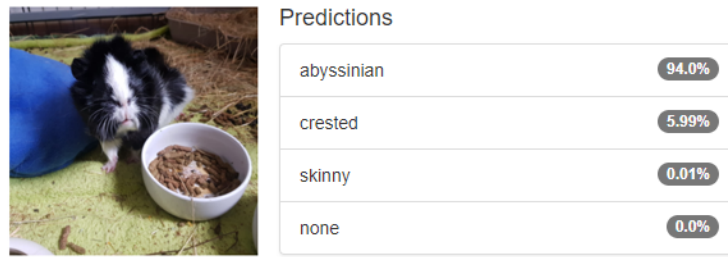 Predictions
abyssinian 94.0%
crested 5.99%
skinny 0.01%
none 0.0%